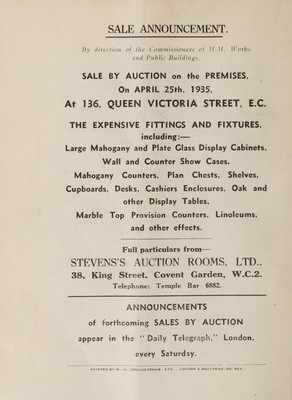 SALE ANNOUNCEMENT.
By direction of the Commissioners of H.M. Works
and Public Buildings.
SALE BY AUCTION on the PREMISES,
On APRIL 25th, 1935,
At 136, QUEEN VICTORIA STREET, E.C.
THE EXPENSIVE FITTINGS AND FIXTURES,
including:—
Large Mahogany and Plate Glass Display Cabinets,
Wall and Counter Show Cases.
Mahogany Counters, Plan Chests, Shelves,
Cupboards, Desks, Cashiers Enclosures, Oak and
other Display Tables,
Marble Top Provision Counters, Linoleums,
and other effects.
Full particulars from—
STEVENS'S AUCTION ROOMS, LTD.,
38, King Street, Covent Garden, W.C.2.
Telephone: Temple Bar 6882.
ANNOUNCEMENTS
of forthcoming SALES BY AUCTION
appear in the "Daily Telegraph," London,
every Saturday.
PRINTED BY LTD., LONDON &